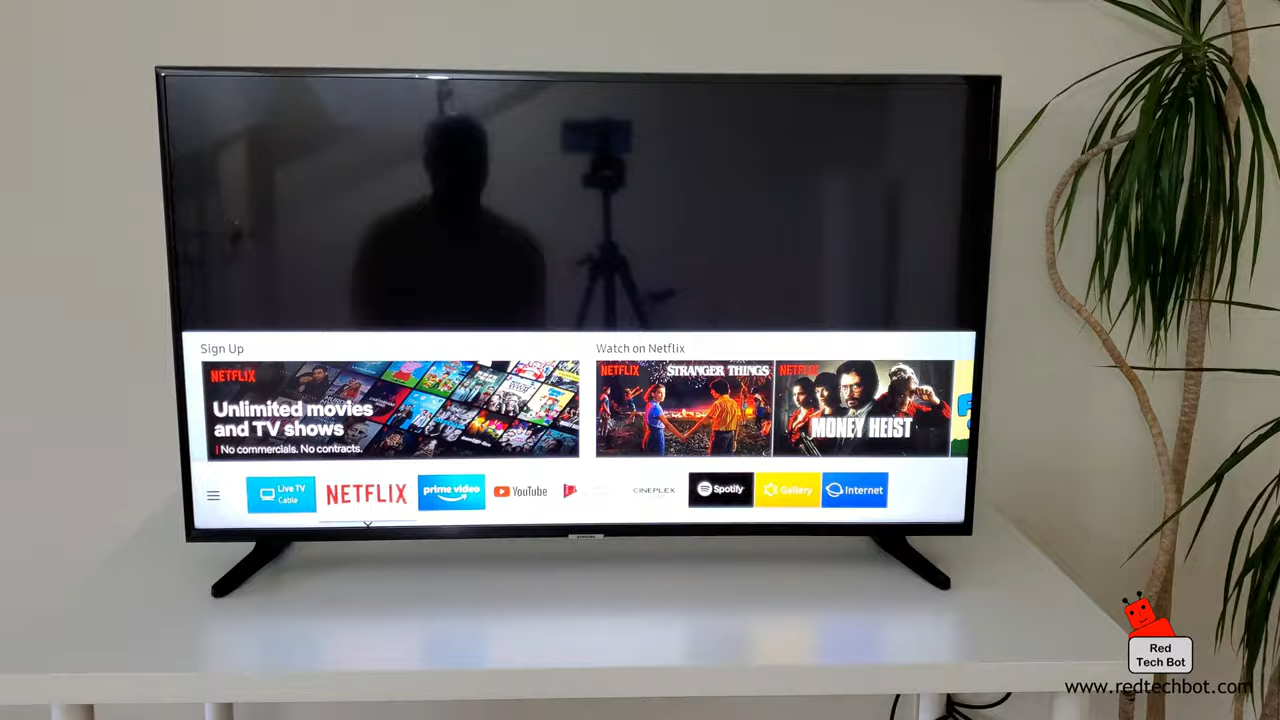 Sign Up
Watch on Netflix
NETFLIX
Unlimited movies
and TV shows
No commercials. No contracts.
NETFLIX
STRANGER THINGS
NETFLIX
MONEY HEIST
Live TV
Cable
NETFLIX
prime video
YouTube
CINEPLEX
Spotify
Gallery
Internet
SAMSUNG
Red
Tech Bot
www.redtechbot.com